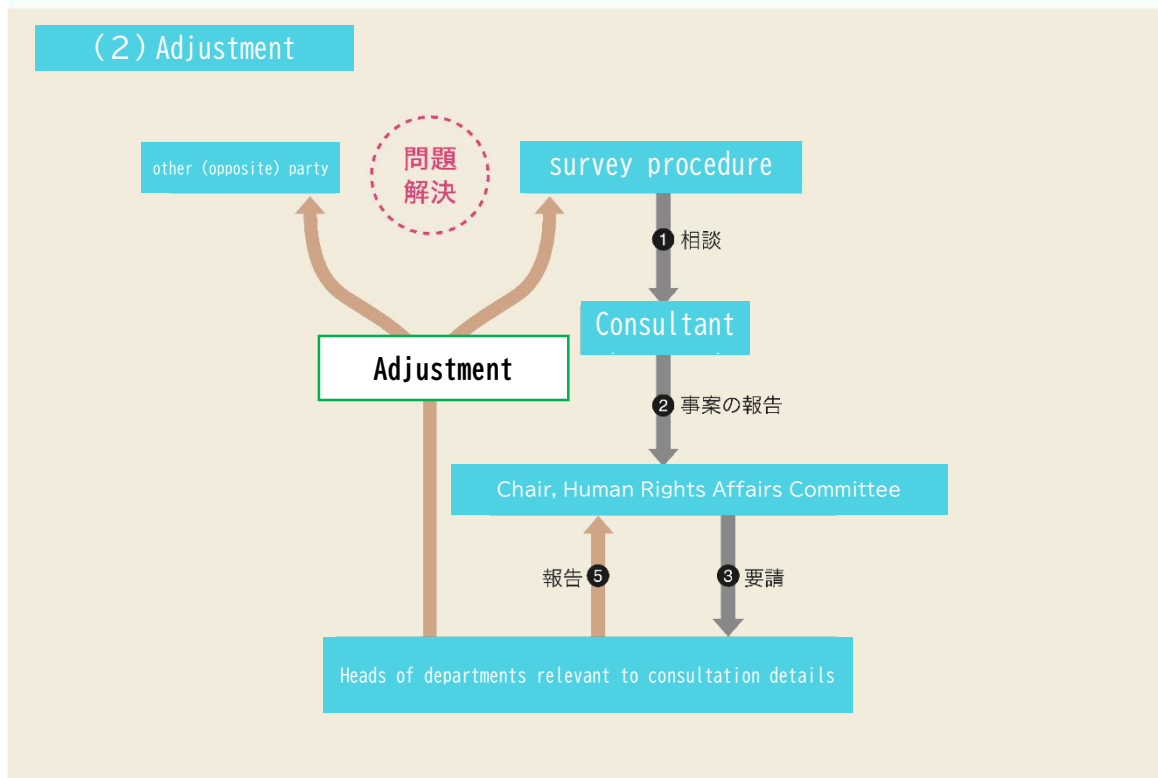 (2)Adjustment
other (opposite) party
問題
解決
survey procedure
❶ 相談
Consultant
Adjustment
❷ 事案の報告
Chair, Human Rights Affairs Committee
報告 ❺
❸ 要請
Heads of departments relevant to consultation details